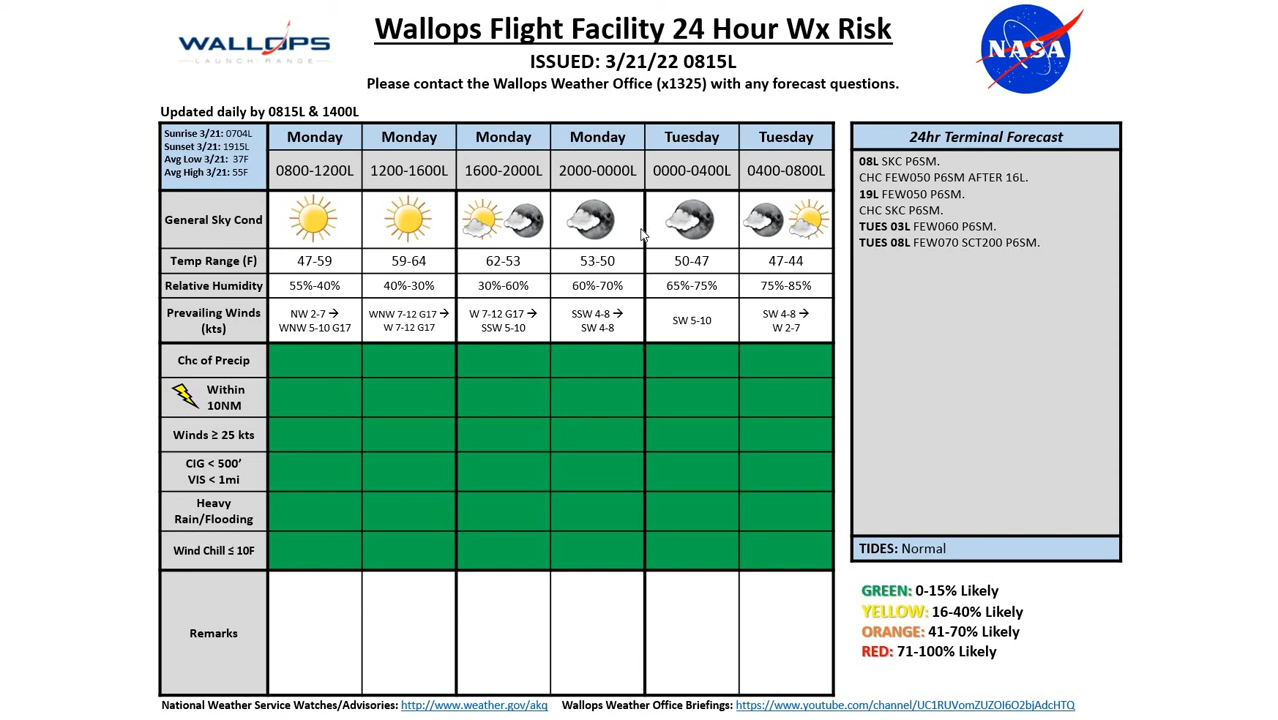 WALLOPS
LAUNCH RANGE
Wallops Flight Facility 24 Hour Wx Risk
ISSUED: 3/21/22 0815L
Please contact the Wallops Weather Office (x1325) with any forecast questions.
NASA
Updated daily by 0815L & 1400L
Sunrise 3/21: 0704L
Sunset 3/21: 1915L
Avg Low 3/21: 37F
Avg High 3/21: 55F
Monday Monday Monday Monday Tuesday Tuesday
0800-1200L 1200-1600L 1600-2000L 2000-0000L 0000-0400L 0400-0800L
General Sky Cond
Temp Range (F) 47-59 59-64 62-53 53-50 50-47 47-44
Relative Humidity 55%-40% 40%-30% 30%-60% 60%-70% 65%-75% 75%-85%
Prevailing Winds NW 2-7 → WNW 7-12 G17 → W 7-12 G17 → SSW 4-8 → SW 5-10 SW 4-8 →
(kts) WNW 5-10 G17 W 7-12 G17 SSW 5-10 SW 4-8 W 2-7
Chc of Precip
Within
10NM
Winds ≥ 25 kts
CIG < 500'
VIS < 1mi
Heavy
Rain/Flooding
Wind Chill ≤ 10F
Remarks
24hr Terminal Forecast
08L SKC P6SM.
CHC FEW050 P6SM AFTER 16L.
19L FEW050 P6SM.
CHC SKC P6SM.
TUES 03L FEW060 P6SM.
TUES 08L FEW070 SCT200 P6SM.
TIDES: Normal
GREEN: 0-15% Likely
YELLOW: 16-40% Likely
ORANGE: 41-70% Likely
RED: 71-100% Likely
National Weather Service Watches/Advisories: http://www.weather.gov/akq Wallops Weather Office Briefings: https://www.youtube.com/channel/UC1RUVomZUZOI6O2bjAdcHTQ